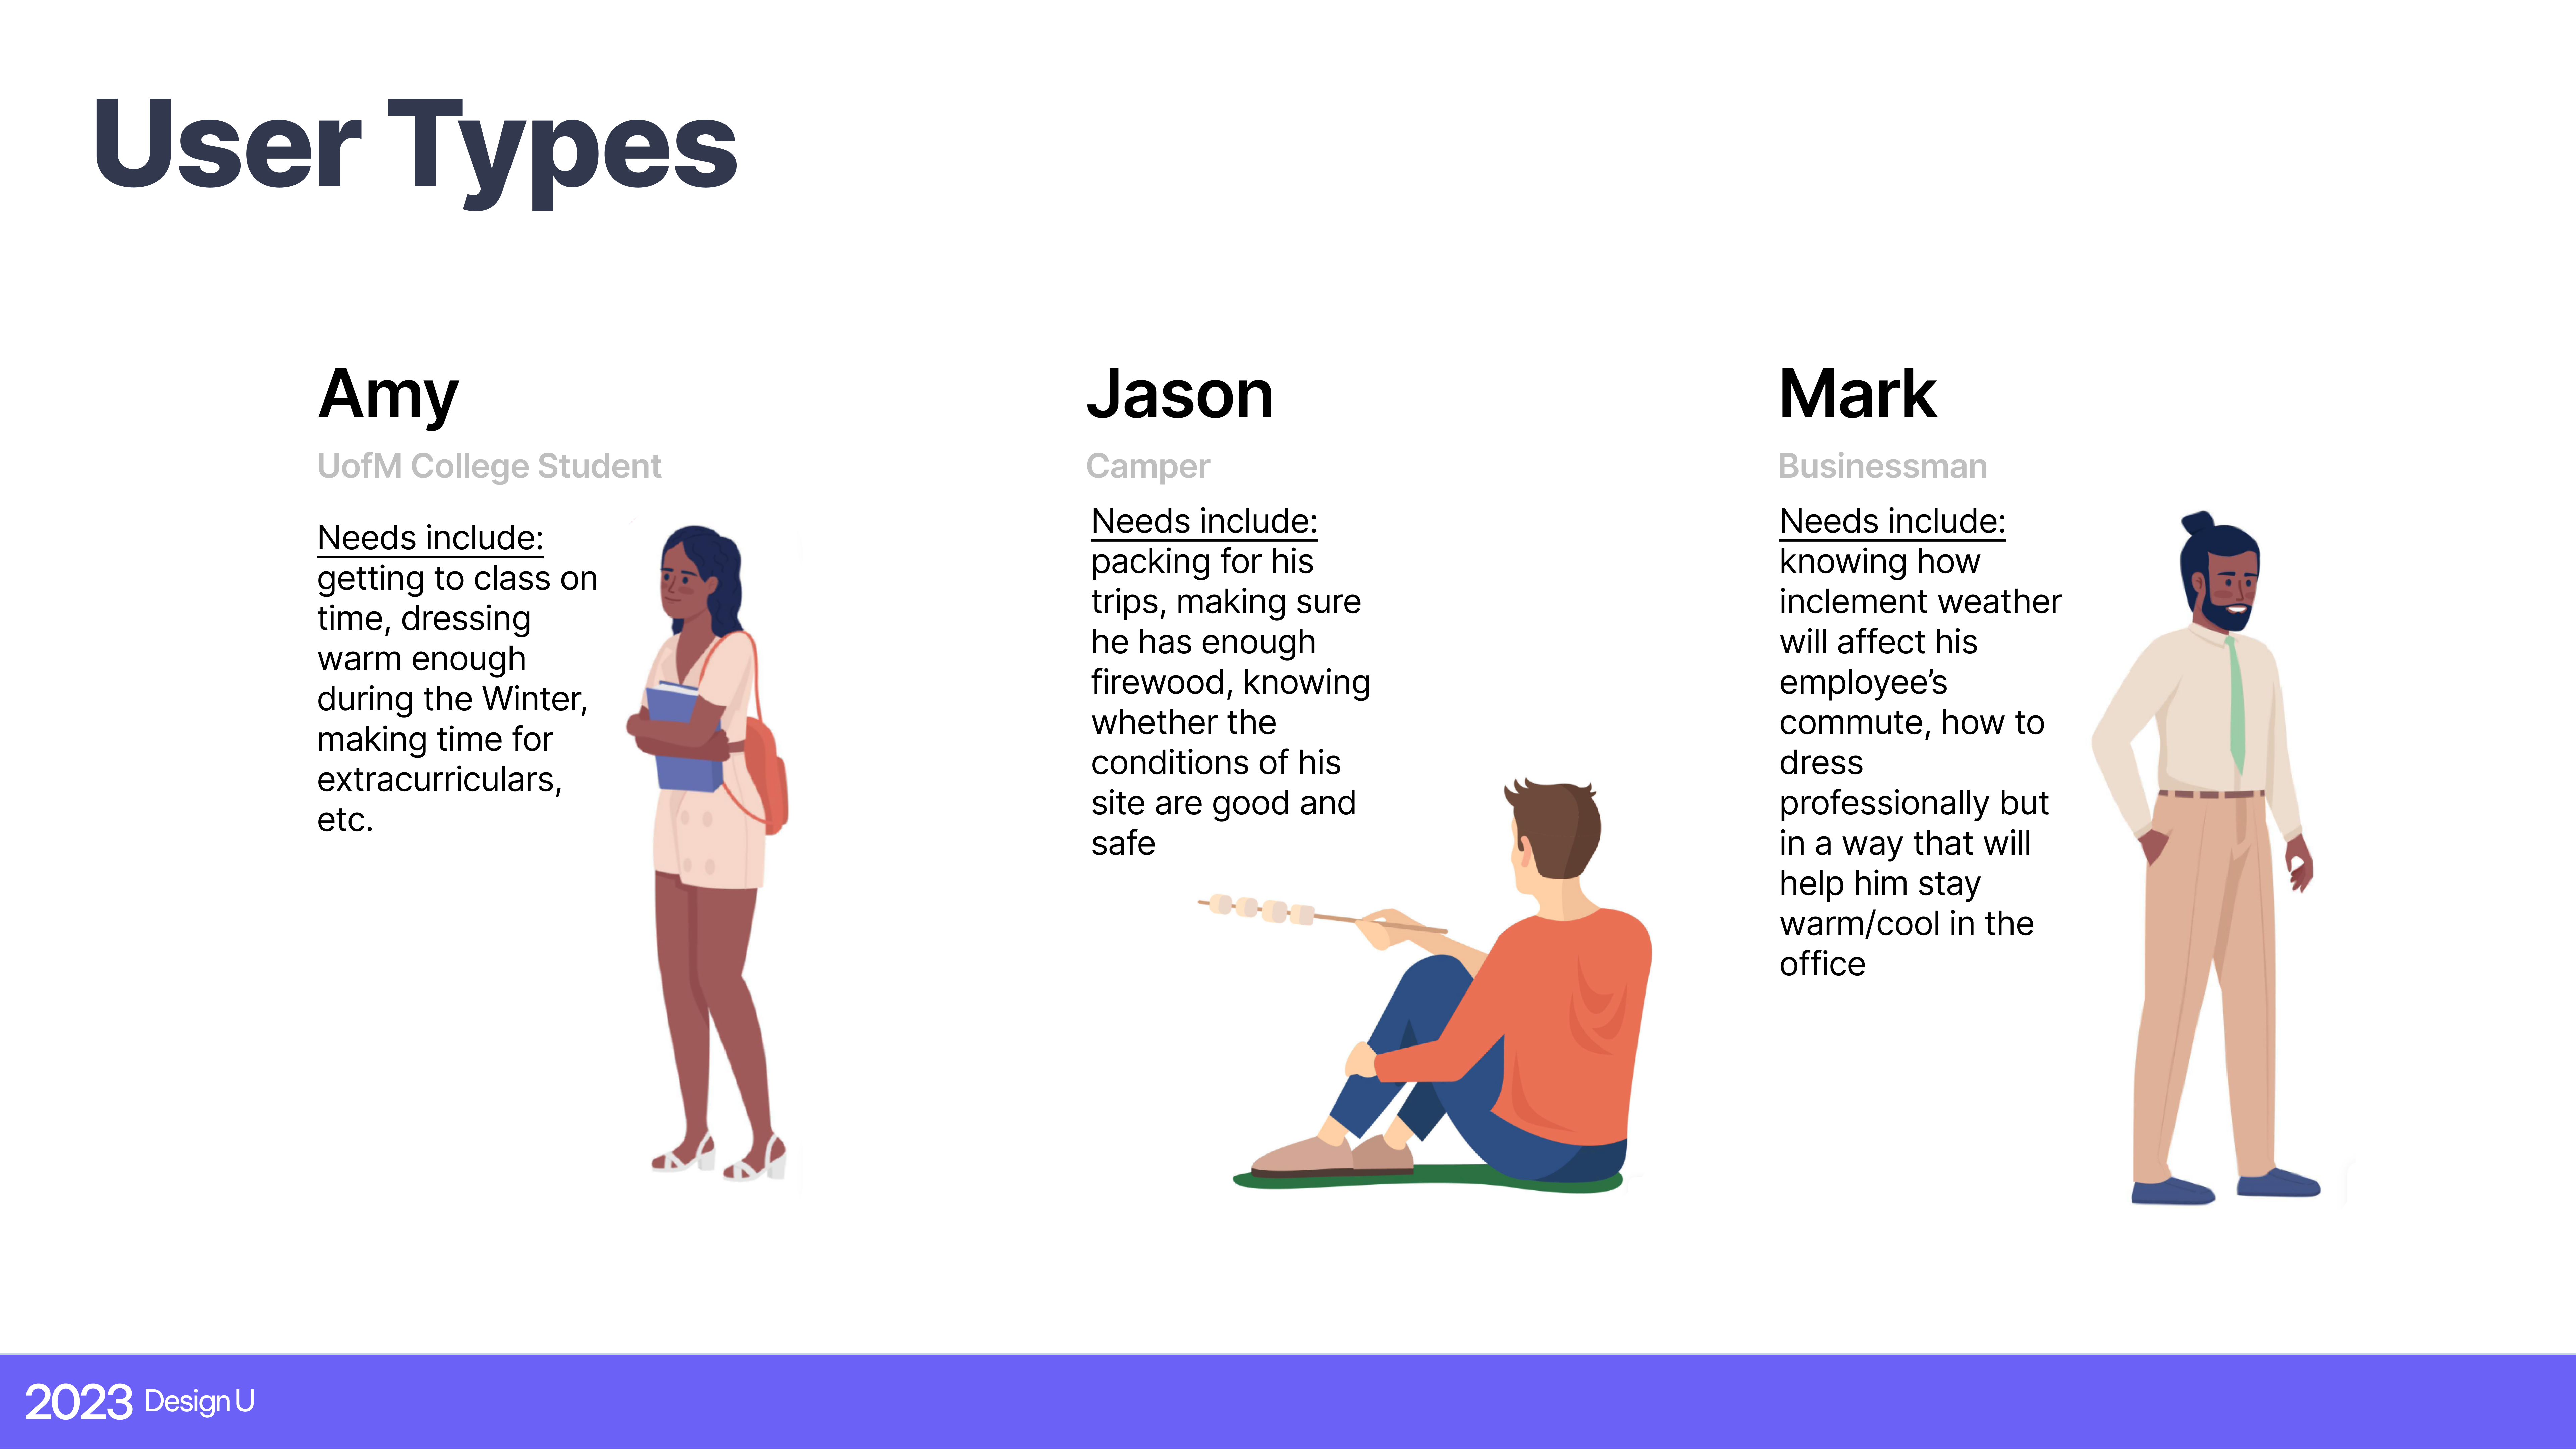 User Types
Amy
UofM College Student
Needs include:
getting to class on
time, dressing
warm enough
during the Winter,
making time for
extracurriculars,
etc.
Jason
Camper
Needs include:
packing for his
trips, making sure
he has enough
firewood, knowing
whether the
conditions of his
site are good and
safe
Mark
Businessman
Needs include:
knowing how
inclement weather
will affect his
employee’s
commute, how to
dress
professionally but
in a way that will
help him stay
warm/cool in the
office
2023 Design U